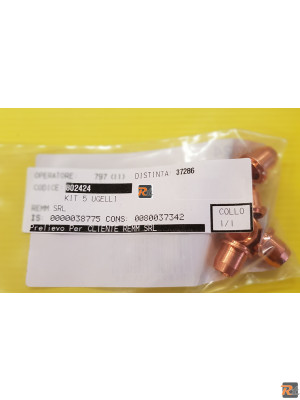 OPERATORE 797 (11) DISTINTA 37286
CODICE 802424
KIT 5 UGELLI
REMM SRL
IS: 0000038775 CONS: 0080037342
COLLO
1/1
Prelievo Per CLIENTE REMM SRL